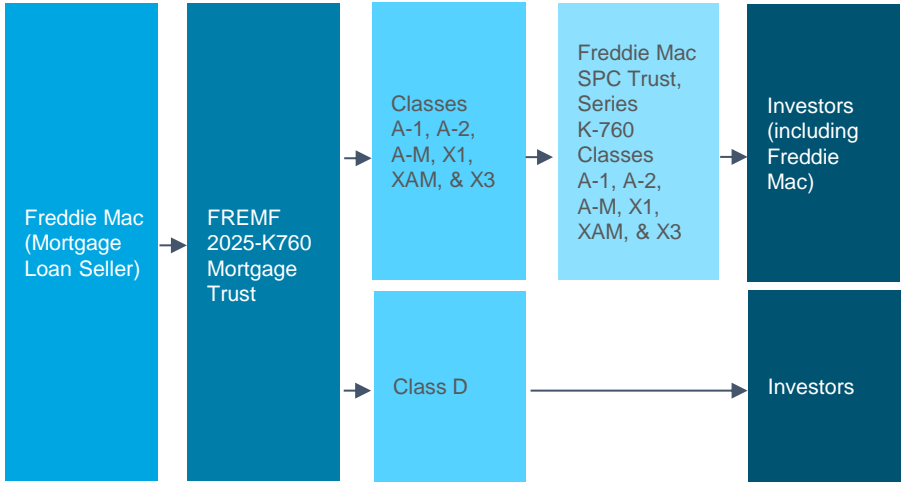 Freddie Mac
(Mortgage
Loan Seller)
FREMF
2025-K760
Mortgage
Trust
Classes
A-1, A-2,
A-M, X1,
XAM, & X3
Freddie Mac
SPC Trust,
Series
K-760
Classes
A-1, A-2,
A-M, X1,
XAM, & X3
Investors
(including
Freddie
Mac)
Class D
Investors